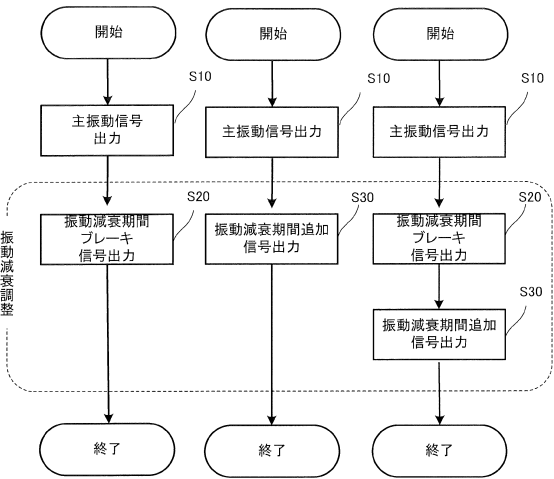 開始
開始
開始
S10
S10
S10
主振動信号
出力
主振動信号出力
主振動信号出力
S20
S30
S20
振動減衰調整
振動減衰期間
ブレーキ
信号出力
振動減衰期間追加
信号出力
振動減衰期間
ブレーキ
信号出力
S30
振動減衰期間追加
信号出力
終了
終了
終了